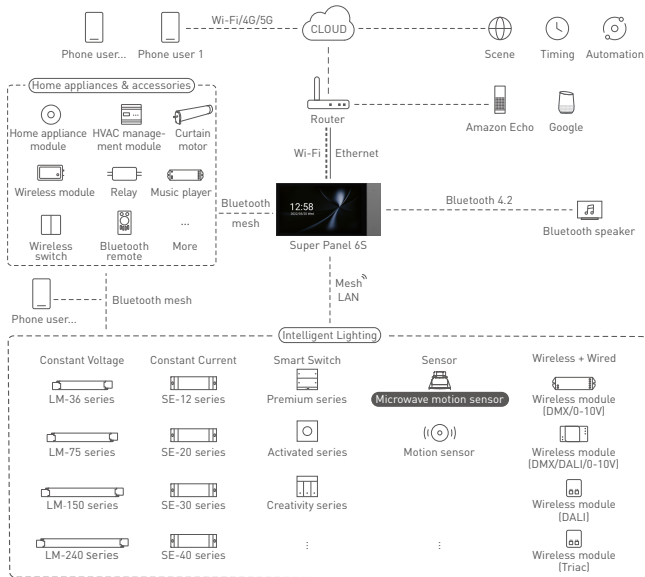 Wi-Fi/4G/5G
CLOUD
Phone user...
Phone user 1
Scene
Timing
Automation
Home appliances & accessories
Home appliance
module
HVAC manage-
ment module
Curtain
motor
Router
Amazon Echo
Google
Wi-Fi
Ethernet
Wireless module
Relay
Music player
Bluetooth
mesh
12:58
Super Panel 6S
Bluetooth 4.2
Bluetooth speaker
Wireless
switch
Bluetooth
remote
...
More
Phone user...
Bluetooth mesh
Mesh
LAN
Intelligent Lighting
Constant Voltage
Constant Current
Smart Switch
Sensor
Wireless + Wired
LM-36 series
SE-12 series
Premium series
Microwave motion sensor
Wireless module
(DMX/0-10V)
LM-75 series
SE-20 series
Activated series
Motion sensor
Wireless module
(DMX/DALI/0-10V)
LM-150 series
SE-30 series
Creativity series
Wireless module
(DALI)
LM-240 series
SE-40 series
Wireless module
(Triac)